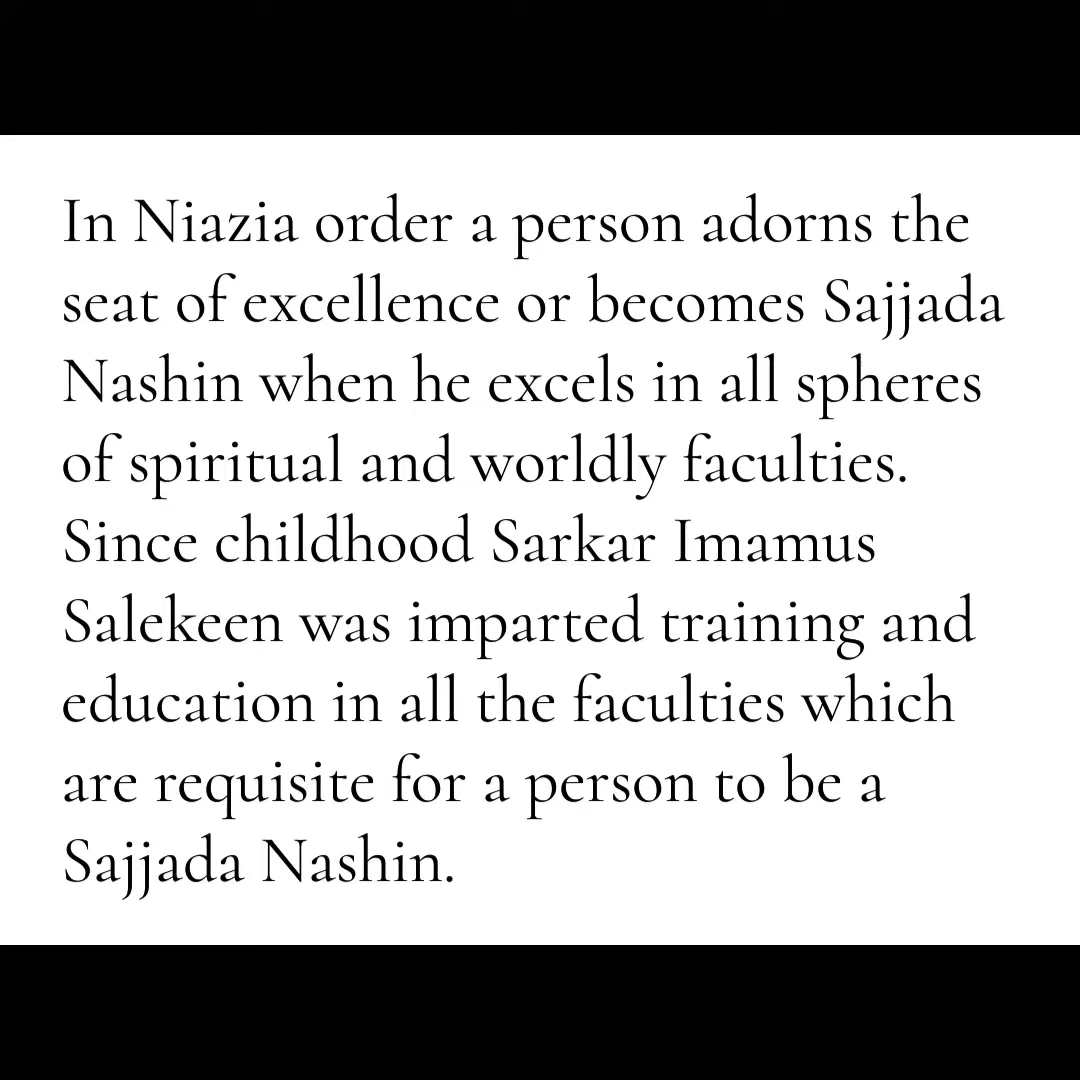 In Niazia order a person adorns the
seat of excellence or becomes Sajjada
Nashin when he excels in all spheres
of spiritual and worldly faculties.
Since childhood Sarkar Imamus
Salekeen was imparted training and
education in all the faculties which
are requisite for a person to be a
Sajjada Nashin.